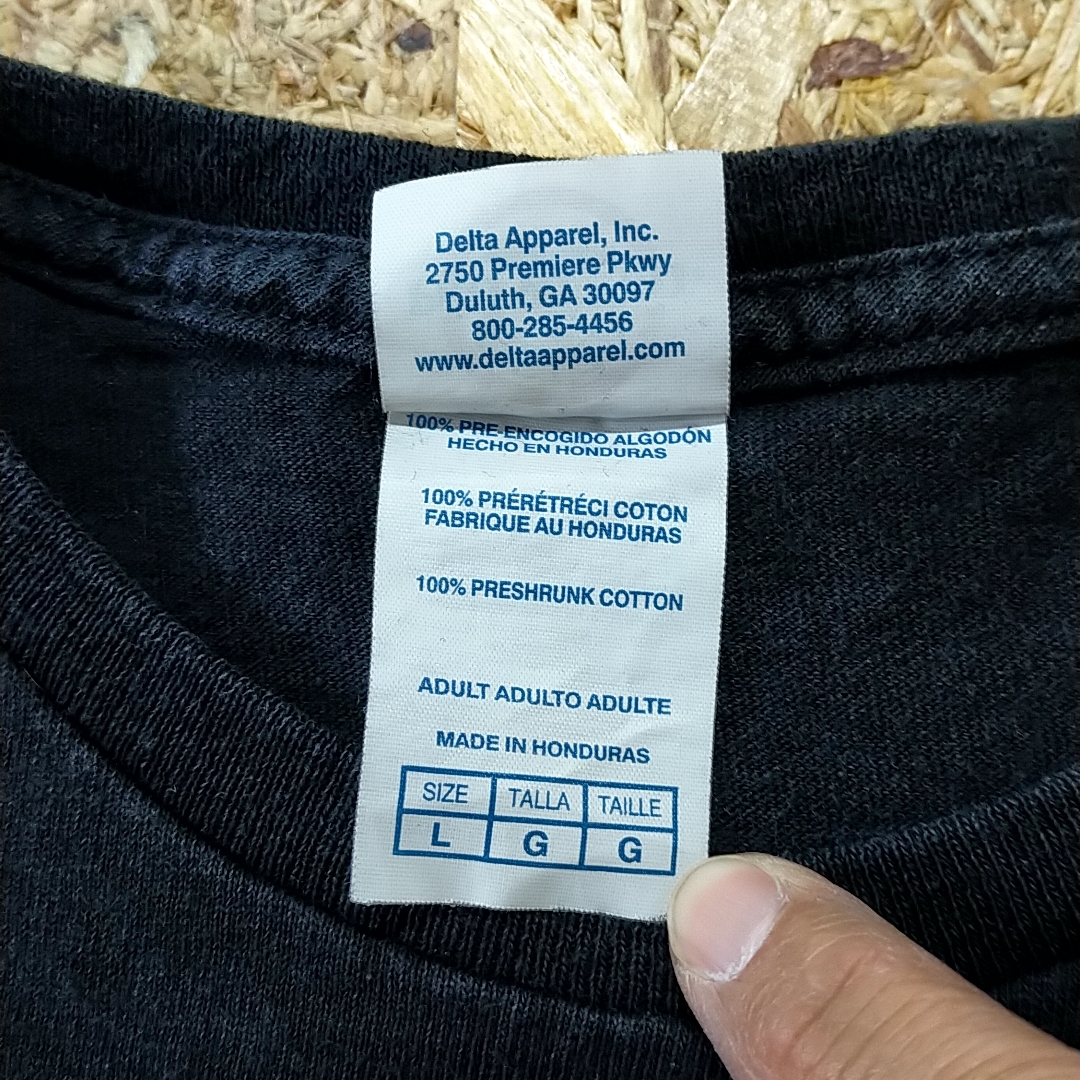 Delta Apparel, Inc.
2750 Premiere Pkwy
Duluth, GA 30097
800-285-4456
www.deltaapparel.com
100% PRE-ENCOGIDO ALGODÓN
HECHO EN HONDURAS
100% PRÉRÉTRÉCI COTON
FABRIQUE AU HONDURAS
100% PRESHRUNK COTTON
ADULT ADULTO ADULTE
MADE IN HONDURAS
SIZE TALLA TAILLE
L G G